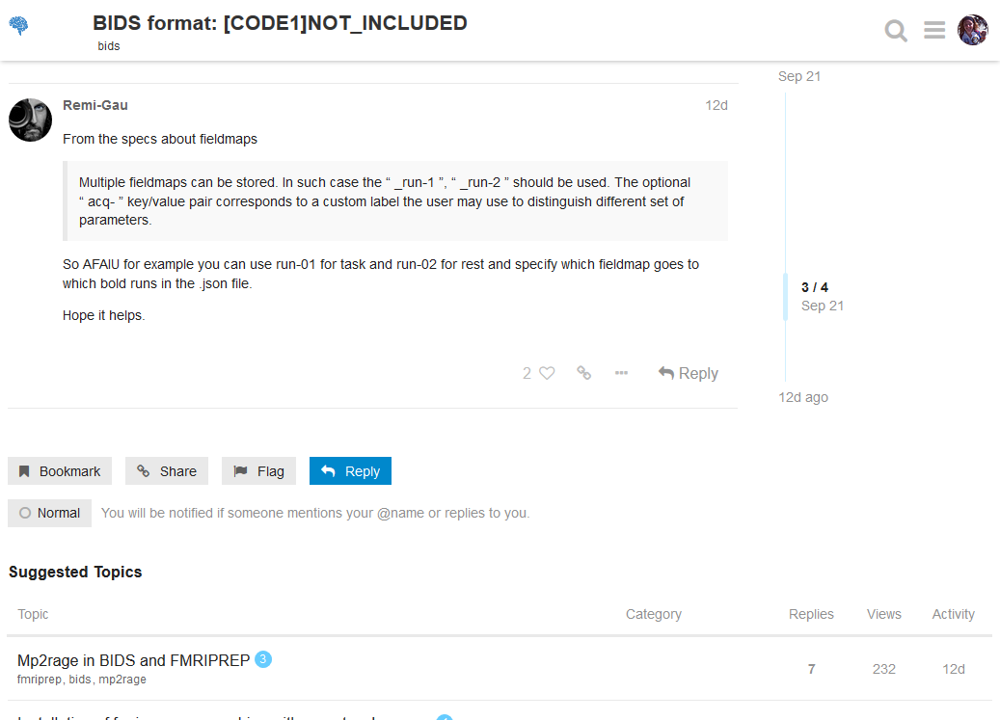 BIDS format: [CODE1]NOT_INCLUDED
bids
Sep 21
Remi-Gau
12d
From the specs about fieldmaps
Multiple fieldmaps can be stored. In such case the “ _run-1 ”, “ _run-2 ” should be used. The optional
“ acq- ” key/value pair corresponds to a custom label the user may use to distinguish different set of
parameters.
So AFAIU for example you can use run-01 for task and run-02 for rest and specify which fieldmap goes to
which bold runs in the .json file.
Hope it helps.
3 / 4
Sep 21
2
Reply
12d ago
Bookmark
Share
Flag
Reply
Normal
You will be notified if someone mentions your @name or replies to you.
Suggested Topics
Topic
Category
Replies
Views
Activity
Mp2rage in BIDS and FMRIPREP 3
fmriprep, bids, mp2rage
7
232
12d